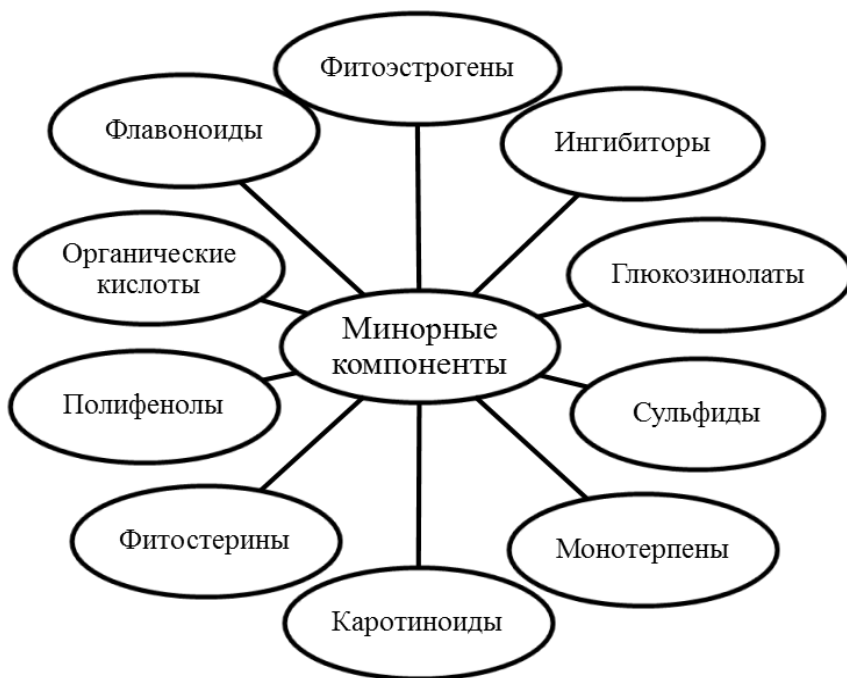 Фитоэстрогены
Флавоноиды
Ингибиторы
Органические
кислоты
Глюкозинолаты
Минорные
компоненты
Полифенолы
Сульфиды
Фитостерины
Монотерпены
Каротиноиды